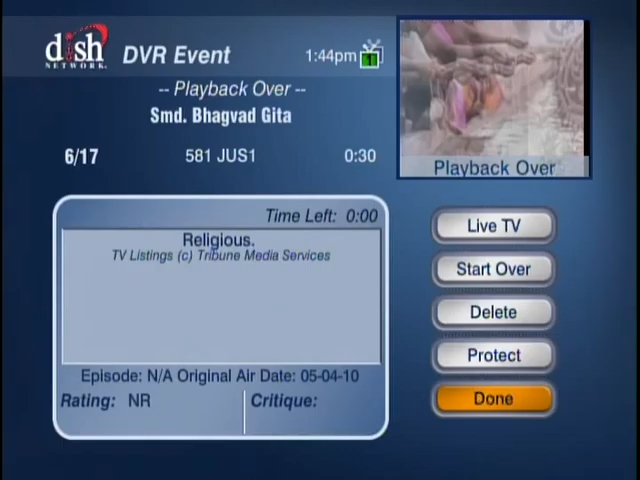 dish
NETWORK.
DVR Event
1:44pm
1
-- Playback Over --
Smd. Bhagvad Gita
6/17 581 JUS1 0:30
Playback Over
Time Left: 0:00
Religious.
TV Listings (c) Tribune Media Services
Episode: N/A Original Air Date: 05-04-10
Rating: NR Critique:
Live TV
Start Over
Delete
Protect
Done